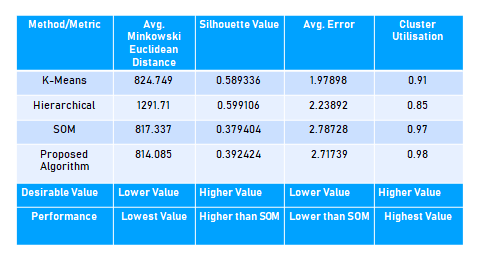 Method/Metric Avg. Minkowski Euclidean Distance Silhouette Value Avg. Error Cluster Utilisation
K-Means 824.749 0.589336 1.97898 0.91
Hierarchical 1291.71 0.599106 2.23892 0.85
SOM 817.337 0.379404 2.78728 0.97
Proposed Algorithm 814.085 0.392424 2.71739 0.98
Desirable Value Lower Value Higher Value Lower Value Higher Value
Performance Lowest Value Higher than SOM Lower than SOM Highest Value